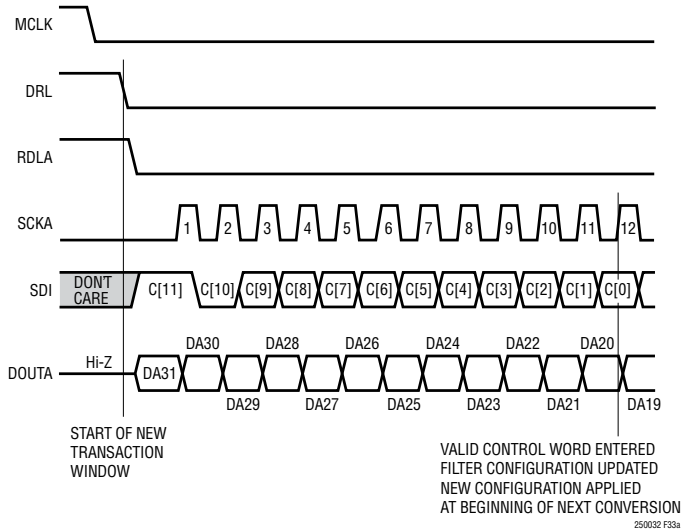 MCLK
DRL
RDLA
SCKA
1 2 3 4 5 6 7 8 9 10 11 12
SDI
DON'T
CARE
C[11] C[10] C[9] C[8] C[7] C[6] C[5] C[4] C[3] C[2] C[1] C[0]
DA30 DA28 DA26 DA24 DA22 DA20
DOUTA Hi-Z DA31
DA29 DA27 DA25 DA23 DA21 DA19
START OF NEW
TRANSACTION
WINDOW
VALID CONTROL WORD ENTERED
FILTER CONFIGURATION UPDATED
NEW CONFIGURATION APPLIED
AT BEGINNING OF NEXT CONVERSION
250032 F33a